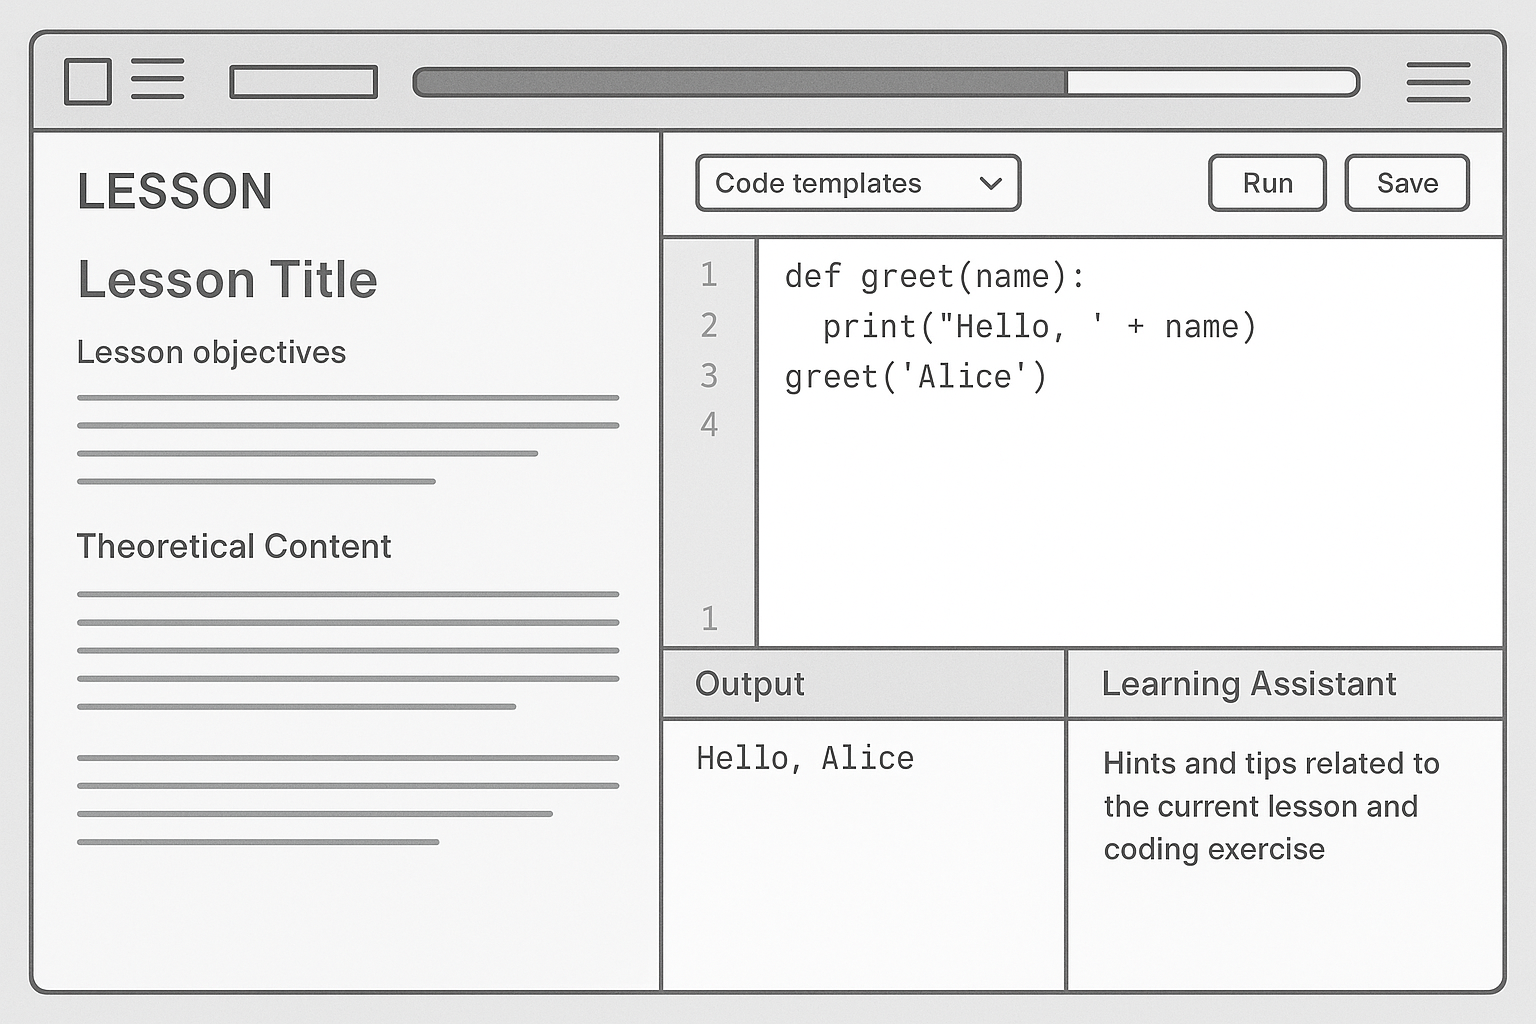 LESSON
Lesson Title
Lesson objectives
Theoretical Content
Code templates
Run
Save
1 def greet(name):
2   print("Hello, ' + name)
3 greet('Alice')
4
1
Output
Hello, Alice
Learning Assistant
Hints and tips related to
the current lesson and
coding exercise